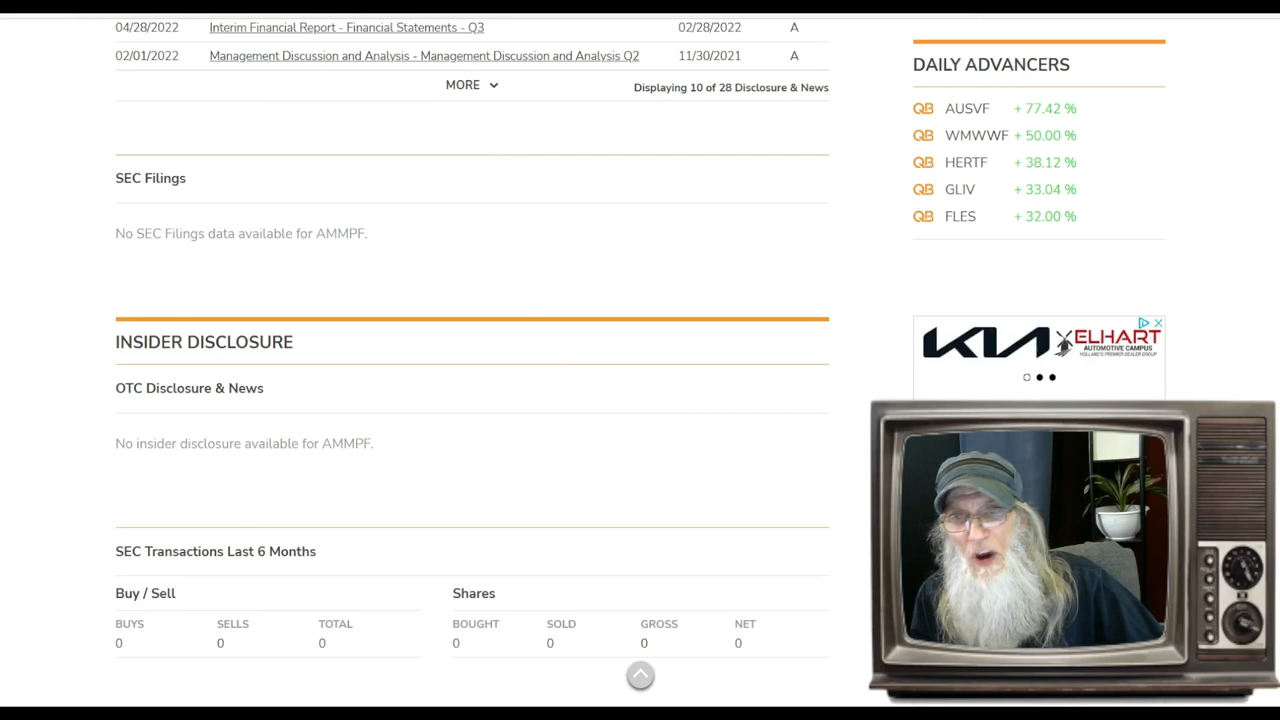 04/28/2022 Interim Financial Report - Financial Statements - Q3 02/28/2022 A
02/01/2022 Management Discussion and Analysis - Management Discussion and Analysis Q2 11/30/2021 A
MORE
Displaying 10 of 28 Disclosure & News
SEC Filings
No SEC Filings data available for AMMPF.
INSIDER DISCLOSURE
OTC Disclosure & News
No insider disclosure available for AMMPF.
SEC Transactions Last 6 Months
Buy / Sell Shares
BUYS SELLS TOTAL BOUGHT SOLD GROSS NET
0 0 0 0 0 0 0
DAILY ADVANCERS
QB AUSVF + 77.42 %
QB WMWWF + 50.00 %
QB HERTF + 38.12 %
QB GLIV + 33.04 %
QB FLES + 32.00 %
KIA ELHART
AUTOMOTIVE CAMPUS
HOLLAND'S PREMIER DEALER GROUP